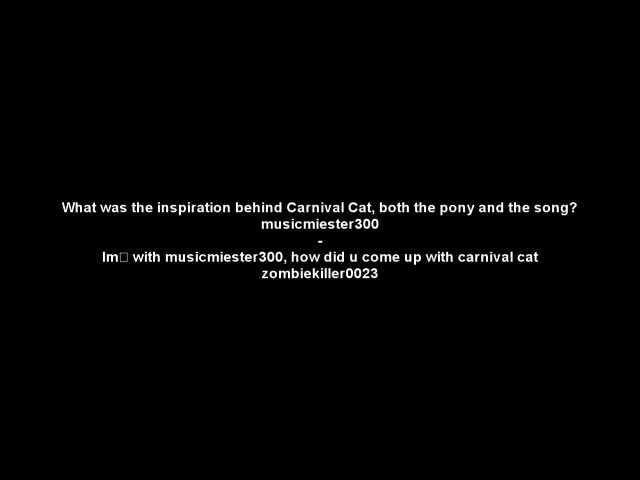 What was the inspiration behind Carnival Cat, both the pony and the song?
musicmiester300
-
Im□ with musicmiester300, how did u come up with carnival cat
zombiekiller0023